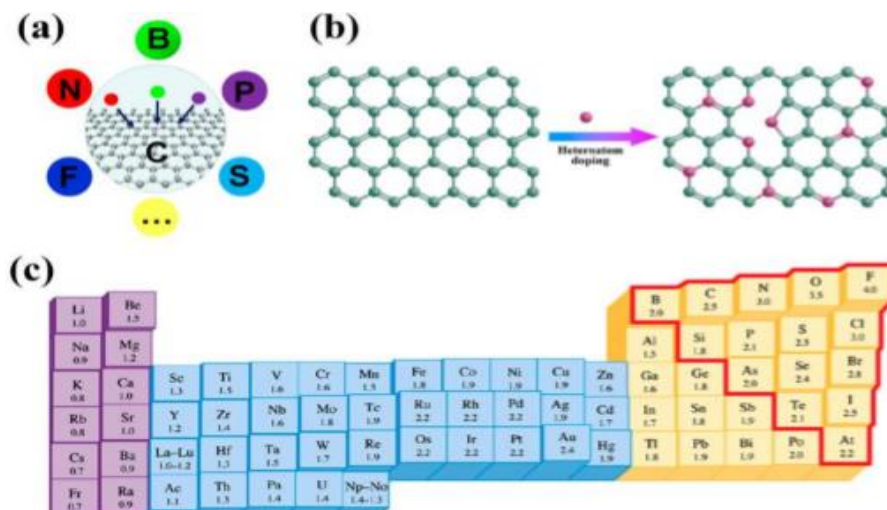 (a)
B
N
P
C
F
S
...
(b)
Heternatom
doping
(c)
Li Be B C N O F
1.0 1.5 2.0 2.5 3.0 3.5 4.0
Na Mg Al Si P S Cl
0.9 1.2 1.5 1.8 2.1 2.5 3.0
K Ca Sc Ti V Cr Mn Fe Co Ni Cu Zn Ga Ge As Se Br
0.8 1.0 1.3 1.5 1.6 1.6 1.5 1.8 1.9 1.9 1.9 1.6 1.6 1.8 2.0 2.4 2.8
Rb Sr Y Zr Nb Mo Tc Ru Rh Pd Ag Cd In Sn Sb Te I
0.8 1.0 1.2 1.4 1.6 1.8 1.9 2.2 2.2 2.2 1.9 1.7 1.7 1.8 1.9 2.1 2.5
Cs Ba La–Lu Hf Ta W Re Os Ir Pt Au Hg Tl Pb Bi Po At
0.7 0.9 1.0–1.2 1.3 1.5 1.7 1.9 2.2 2.2 2.2 2.4 1.9 1.8 1.9 1.9 2.0 2.2
Fr Ra Ac Th Pa U Np–No
0.7 0.9 1.1 1.3 1.4 1.4 1.4–1.3